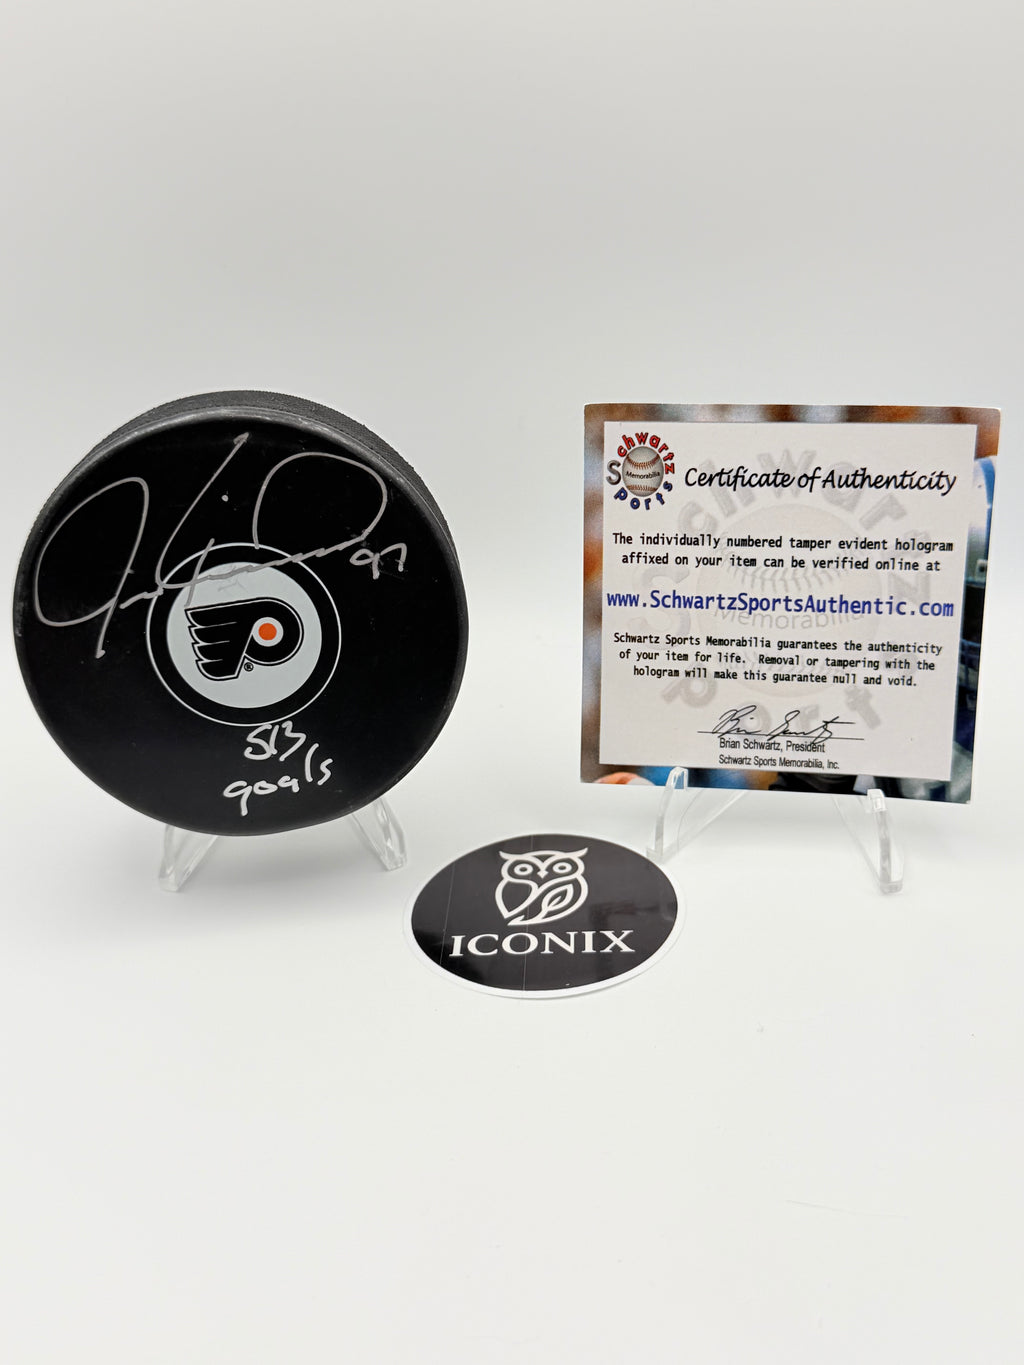 97
513
goals
®
Schwartz
Sports
Memorabilia
Certificate of Authenticity
The individually numbered tamper evident hologram
affixed on your item can be verified online at
www.SchwartzSportsAuthentic.com
Schwartz Sports Memorabilia guarantees the authenticity
of your item for life. Removal or tampering with the
hologram will make this guarantee null and void.
Brian Schwartz, President
Schwartz Sports Memorabilia, Inc.
ICONIX